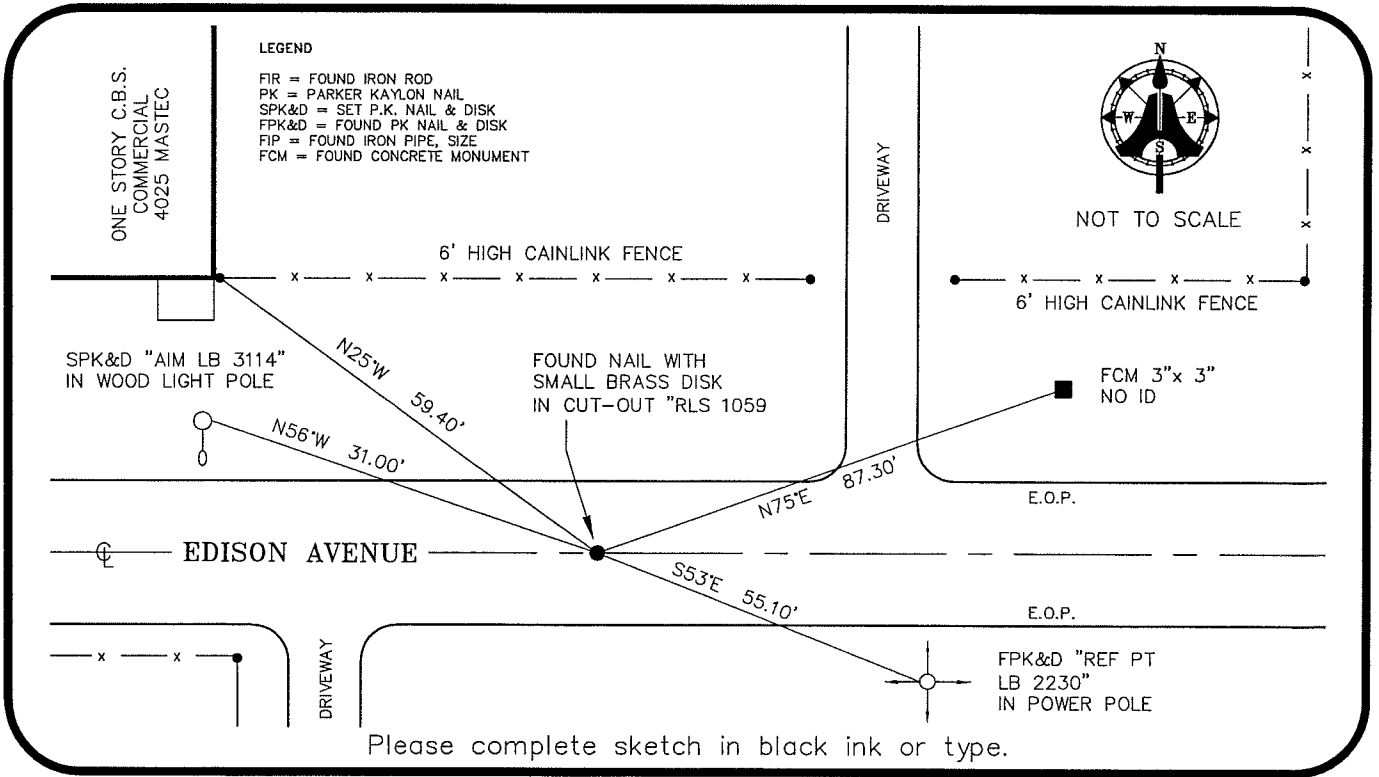 LEGEND
FIR = FOUND IRON ROD
PK = PARKER KAYLON NAIL
SPK&D = SET P.K. NAIL & DISK
FPK&D = FOUND PK NAIL & DISK
FIP = FOUND IRON PIPE, SIZE
FCM = FOUND CONCRETE MONUMENT
ONE STORY C.B.S.
COMMERCIAL
4025 MASTEC
DRIVEWAY
N
W
E
S
NOT TO SCALE
6' HIGH CAINLINK FENCE
6' HIGH CAINLINK FENCE
SPK&D "AIM LB 3114"
IN WOOD LIGHT POLE
N25°W 59.40'
FOUND NAIL WITH
SMALL BRASS DISK
IN CUT-OUT "RLS 1059
FCM 3"x 3"
NO ID
N56°W 31.00'
N75°E 87.30'
E.O.P.
℄ EDISON AVENUE
S53°E 55.10'
E.O.P.
DRIVEWAY
FPK&D "REF PT
LB 2230"
IN POWER POLE
Please complete sketch in black ink or type.